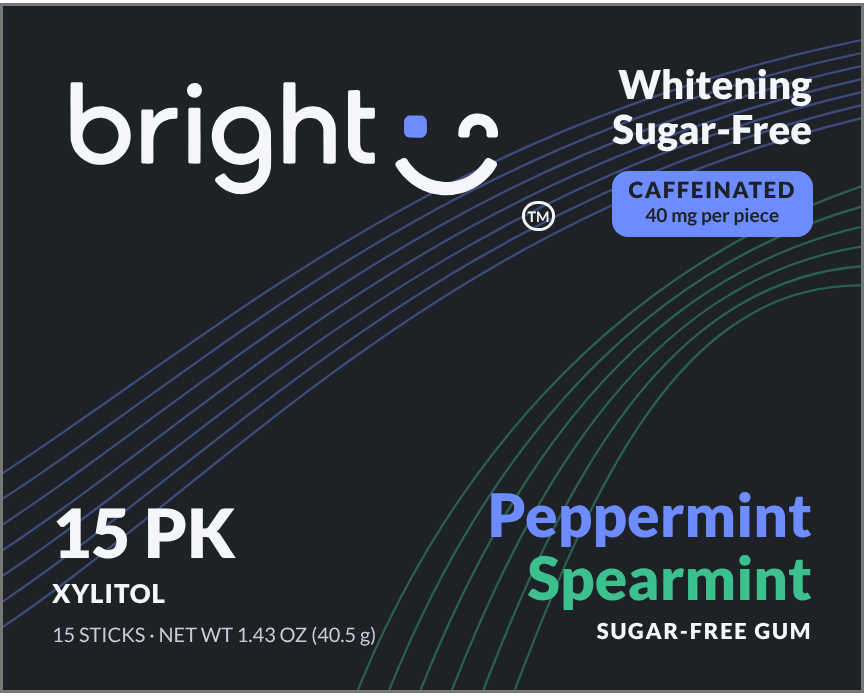 bright
TM
Whitening
Sugar-Free
CAFFEINATED
40 mg per piece
15 PK
XYLITOL
15 STICKS · NET WT 1.43 OZ (40.5 g)
Peppermint
Spearmint
SUGAR-FREE GUM